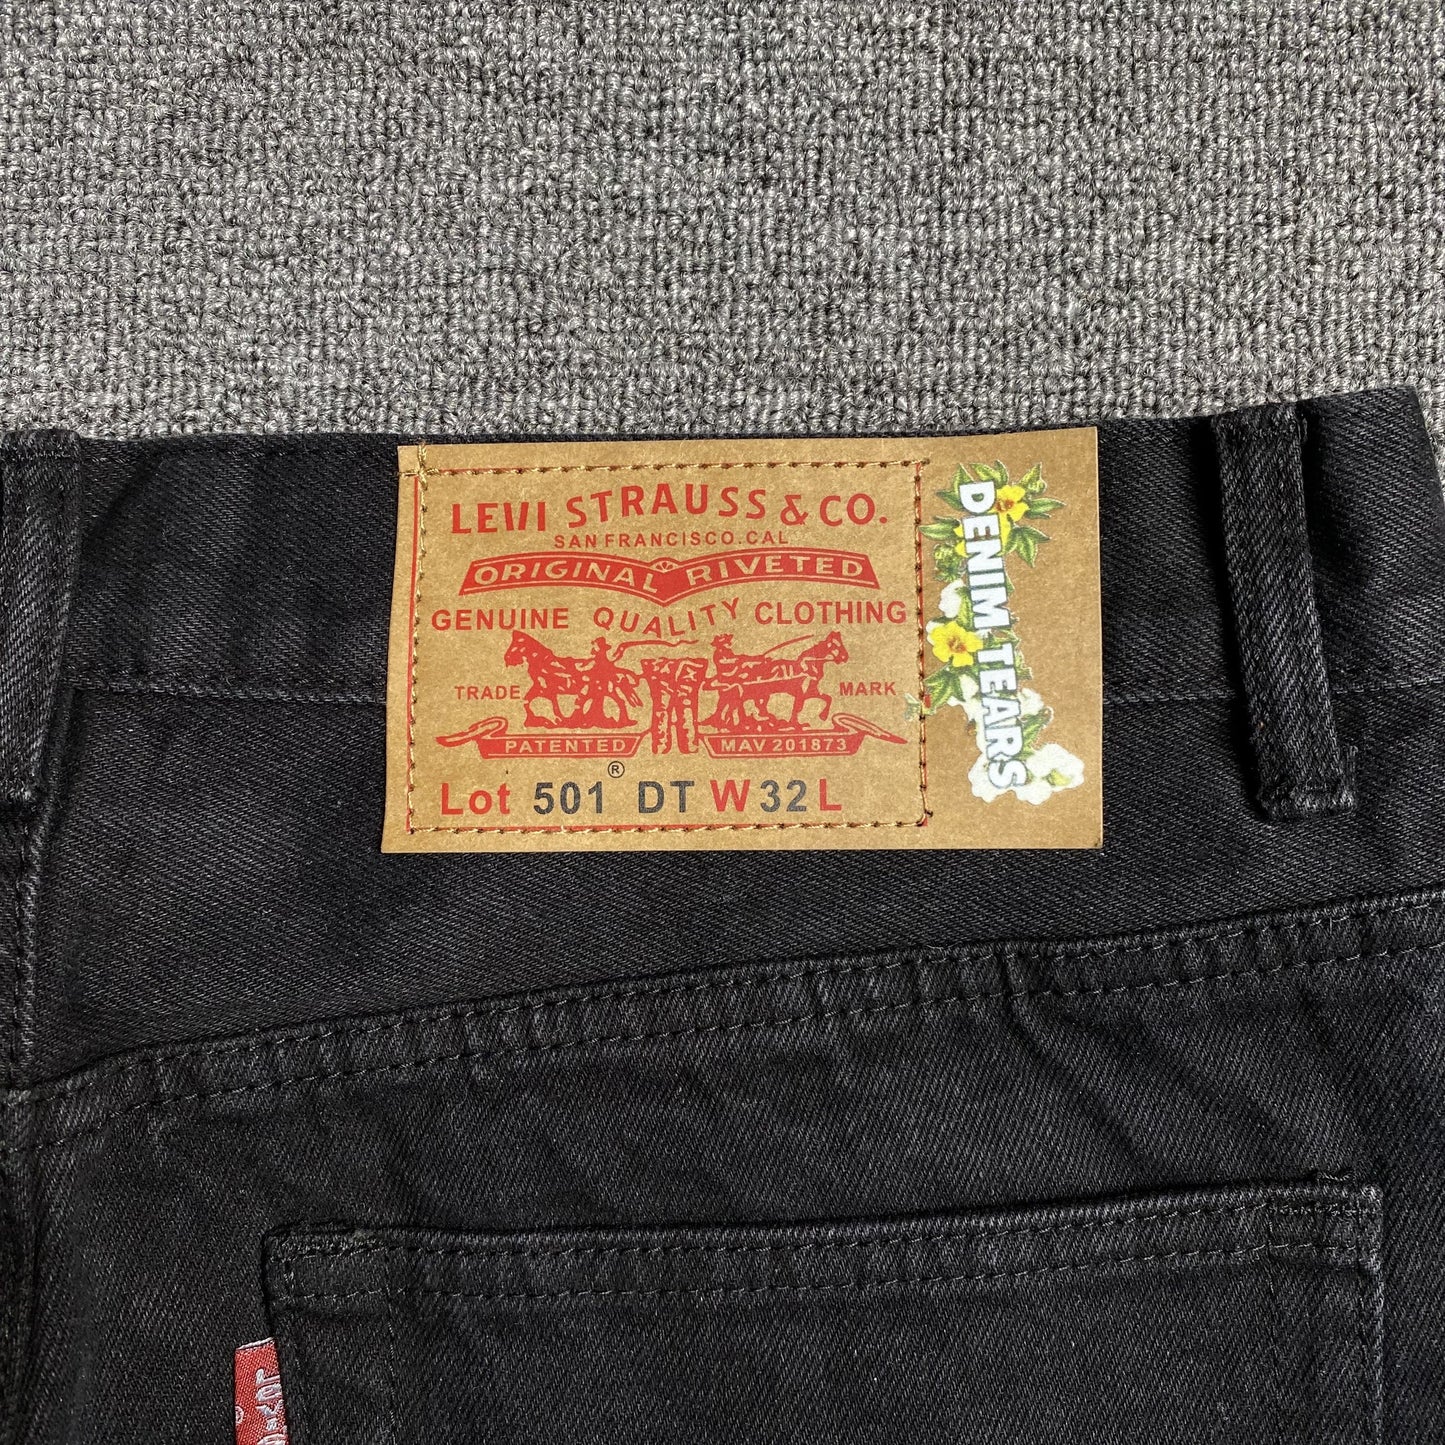 LEVI STRAUSS & CO.
SAN FRANCISCO. CAL
ORIGINAL RIVETED
GENUINE QUALITY CLOTHING
TRADE MARK
PATENTED MAV 201873
Lot 501® DT W 32 L
DENIM TEARS